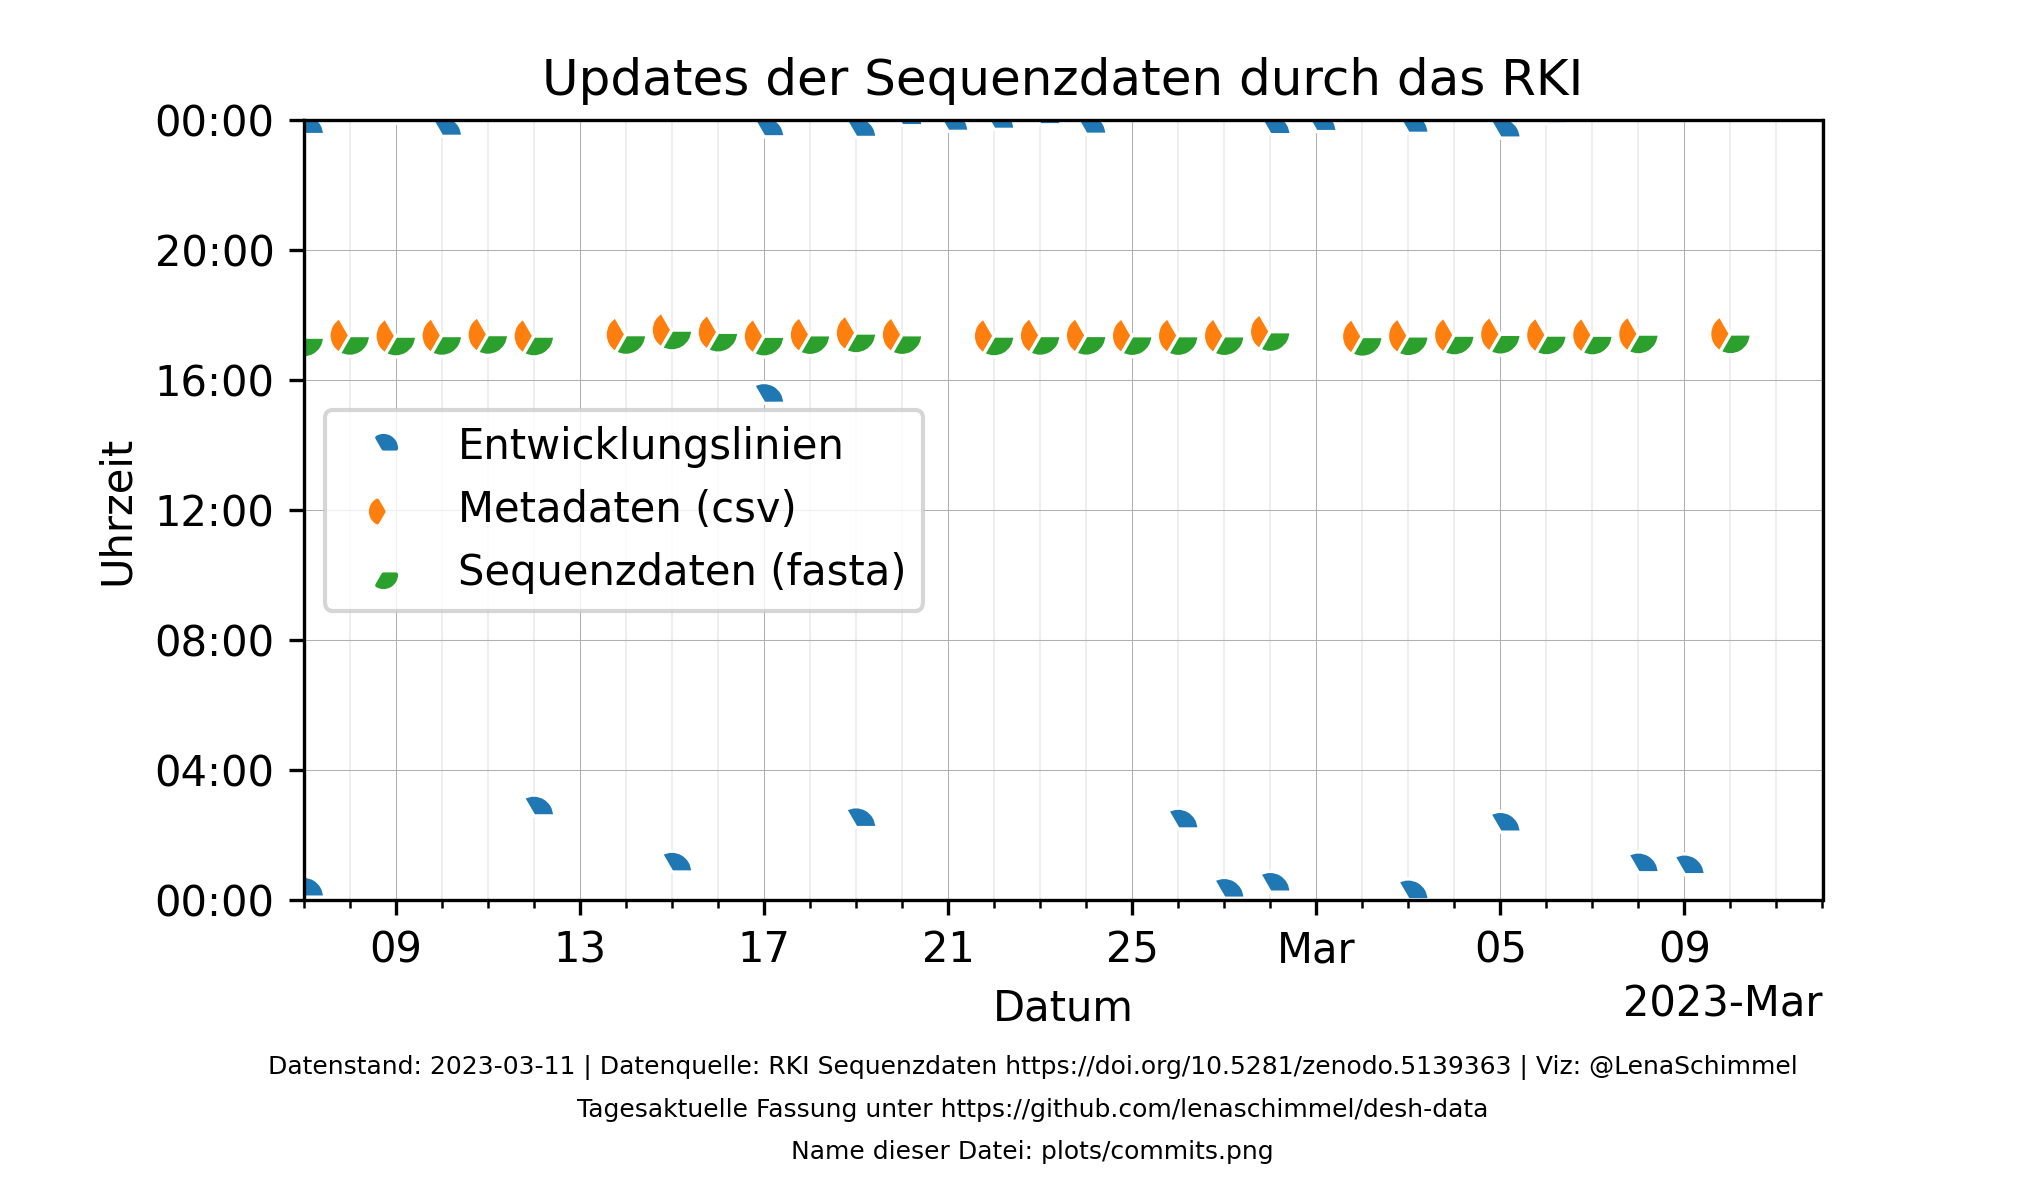 Updates der Sequenzdaten durch das RKI
00:00
20:00
16:00
12:00
08:00
04:00
00:00
Uhrzeit
Entwicklungslinien
Metadaten (csv)
Sequenzdaten (fasta)
09 13 17 21 25 Mar 05 09
2023-Mar
Datum
Datenstand: 2023-03-11 | Datenquelle: RKI Sequenzdaten https://doi.org/10.5281/zenodo.5139363 | Viz: @LenaSchimmel
Tagesaktuelle Fassung unter https://github.com/lenaschimmel/desh-data
Name dieser Datei: plots/commits.png